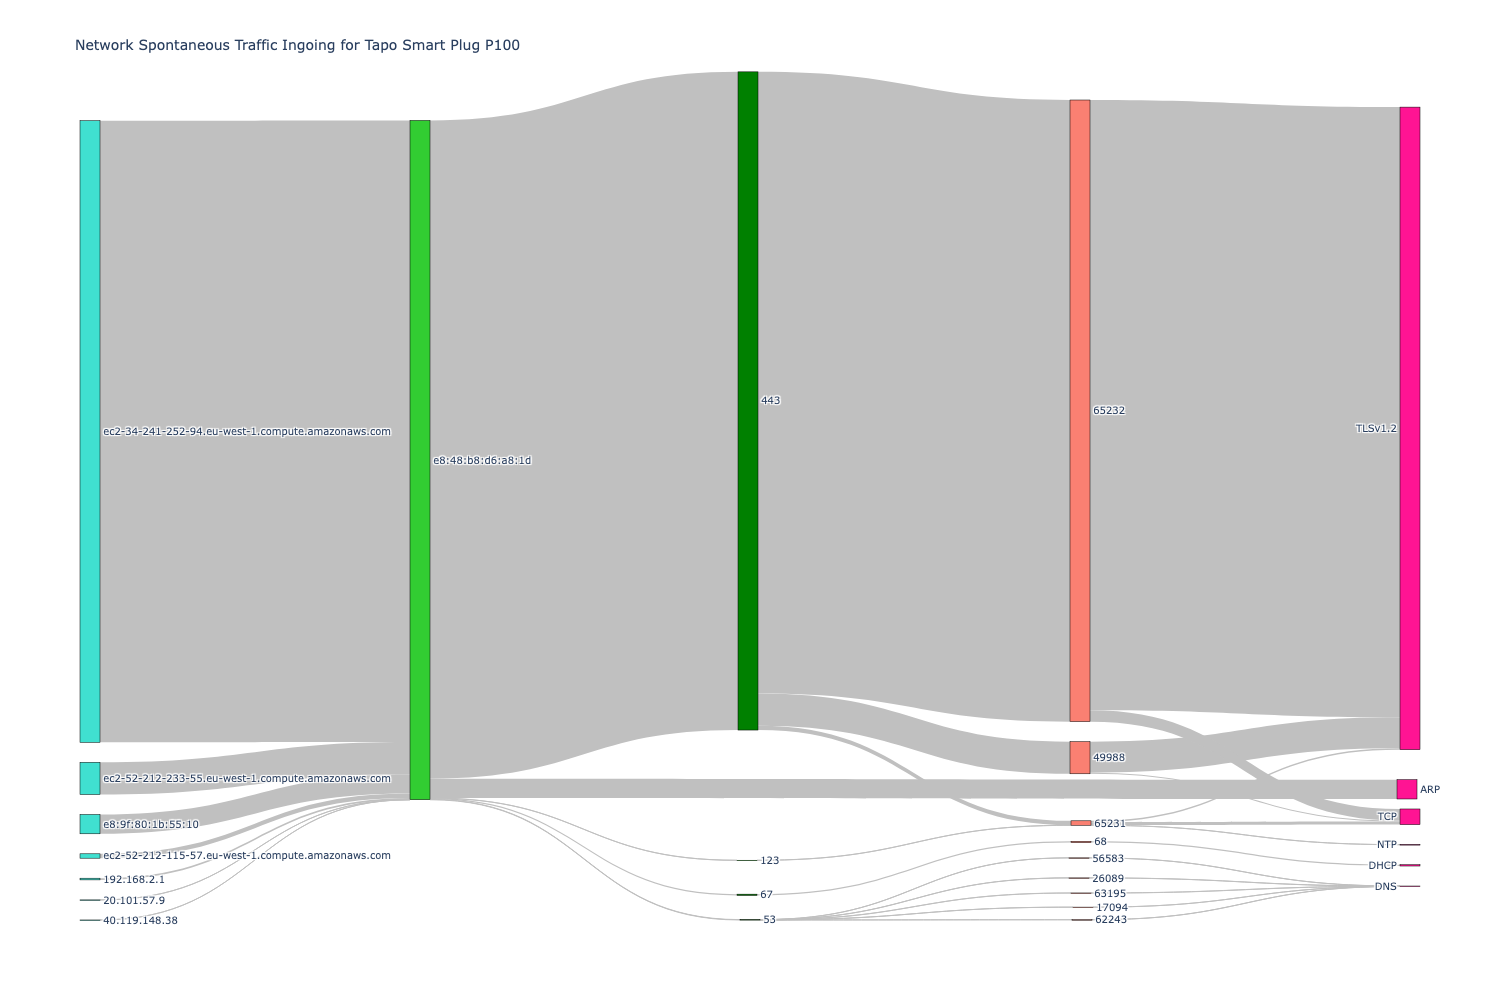 Network Spontaneous Traffic Ingoing for Tapo Smart Plug P100
ec2-34-241-252-94.eu-west-1.compute.amazonaws.com
ec2-52-212-233-55.eu-west-1.compute.amazonaws.com
e8:9f:80:1b:55:10
ec2-52-212-115-57.eu-west-1.compute.amazonaws.com
192.168.2.1
20.101.57.9
40.119.148.38
e8:48:b8:d6:a8:1d
443
123
67
53
65232
49988
65231
68
56583
26089
63195
17094
62243
TLSv1.2
ARP
TCP
NTP
DHCP
DNS